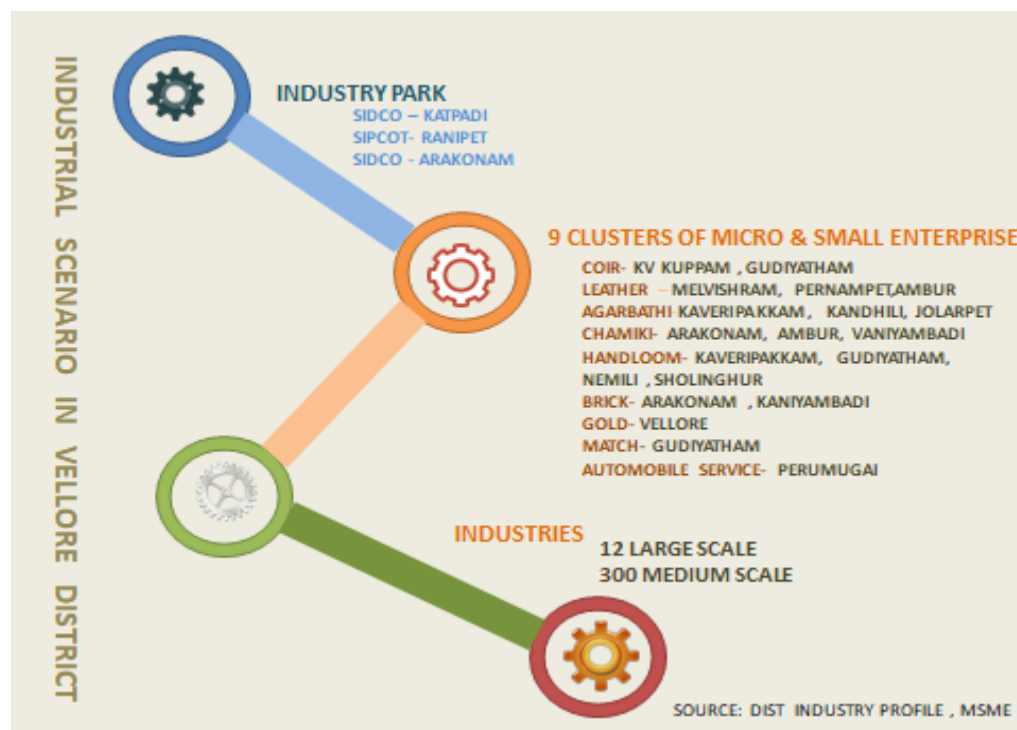 INDUSTRIAL SCENARIO IN VELLORE DISTRICT
INDUSTRY PARK
SIDCO – KATPADI
SIPCOT- RANIPET
SIDCO - ARAKONAM
9 CLUSTERS OF MICRO & SMALL ENTERPRISE
COIR- KV KUPPAM , GUDIYATHAM
LEATHER – MELVISHRAM, PERNAMPET,AMBUR
AGARBATHI-KAVERIPAKKAM, KANDHILI, JOLARPET
CHAMIKI- ARAKONAM, AMBUR, VANIYAMBADI
HANDLOOM- KAVERIPAKKAM, GUDIYATHAM,
NEMILI , SHOLINGHUR
BRICK- ARAKONAM , KANIYAMBADI
GOLD- VELLORE
MATCH- GUDIYATHAM
AUTOMOBILE SERVICE- PERUMUGAI
INDUSTRIES
12 LARGE SCALE
300 MEDIUM SCALE
SOURCE: DIST INDUSTRY PROFILE , MSME